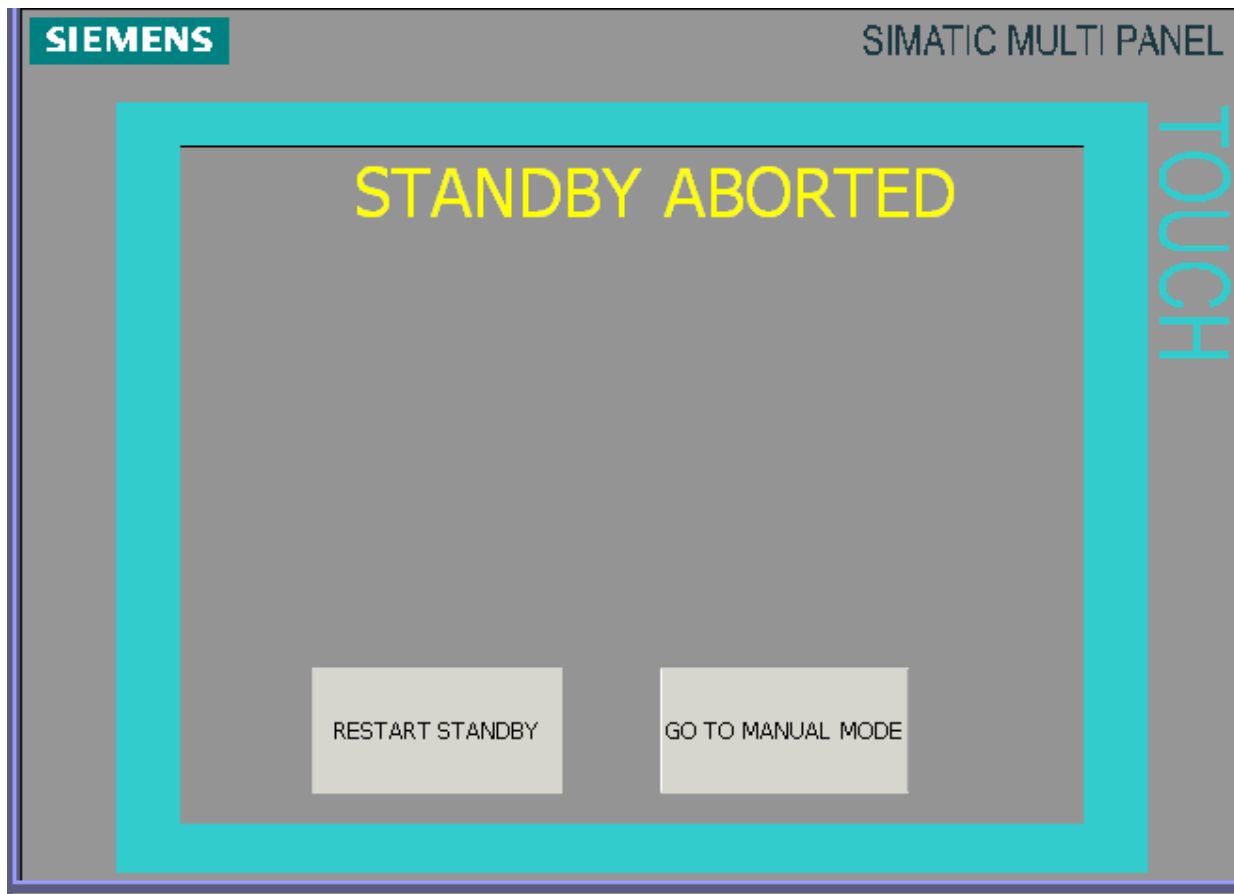 SIEMENS
SIMATIC MULTI PANEL
TOUCH
STANDBY ABORTED
RESTART STANDBY
GO TO MANUAL MODE